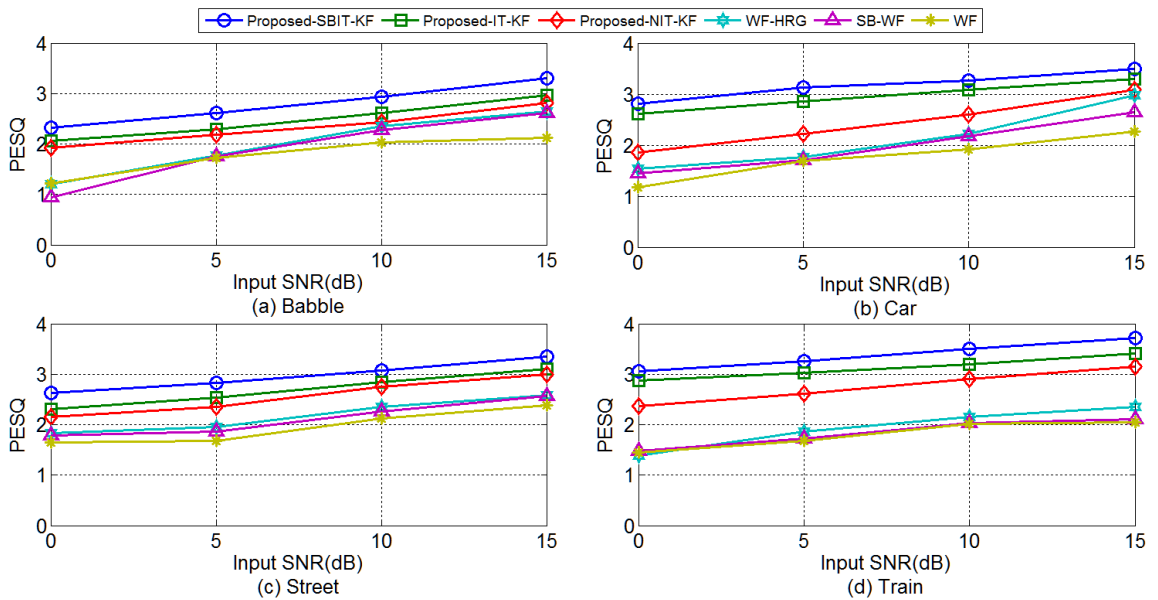 Proposed-SBIT-KF Proposed-IT-KF Proposed-NIT-KF WF-HRG SB-WF WF
4
3
2
1
0
PESQ
0 5 10 15
Input SNR(dB)
(a) Babble
4
3
2
1
0
PESQ
0 5 10 15
Input SNR(dB)
(b) Car
4
3
2
1
0
PESQ
0 5 10 15
Input SNR(dB)
(c) Street
4
3
2
1
0
PESQ
0 5 10 15
Input SNR(dB)
(d) Train